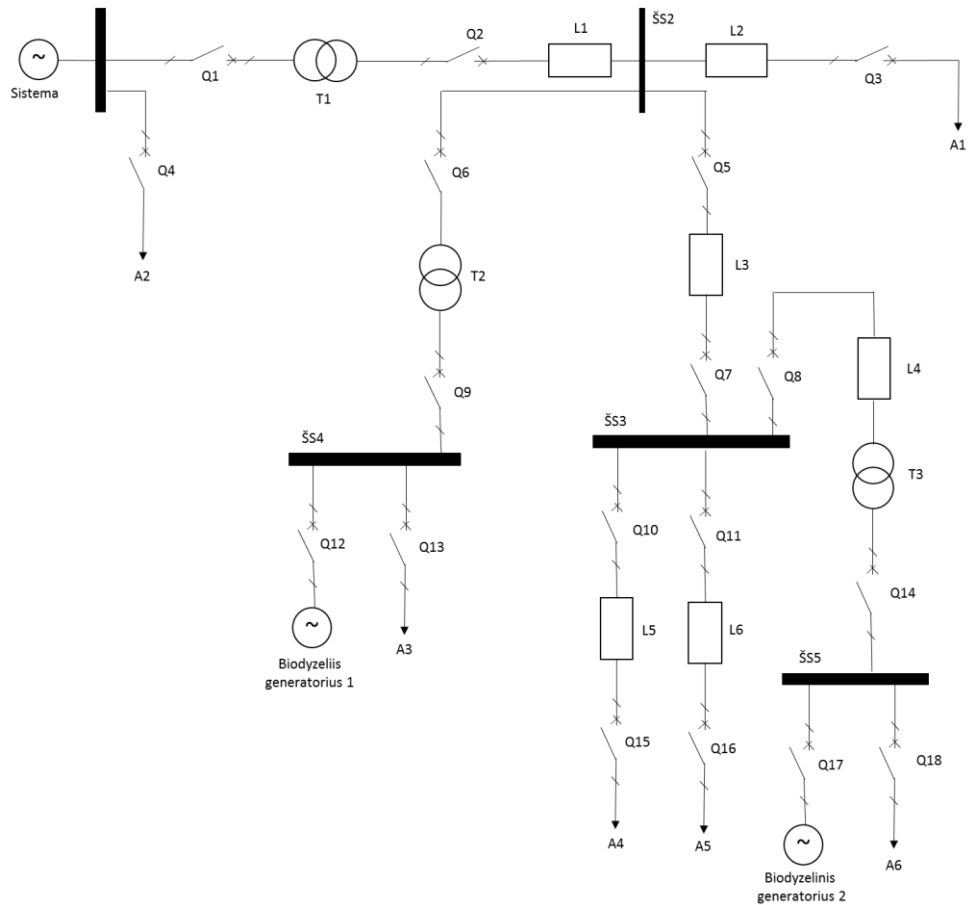 ŠS2
L1
L2
Q2
~
Q1
Q3
Sistema
T1
A1
Q4
Q6
Q5
A2
T2
L3
Q7
Q8
L4
Q9
ŠS4
ŠS3
T3
Q12
Q13
Q10
Q11
Q14
~
A3
L5
L6
Biodyzeliis
generatorius 1
ŠS5
Q15
Q16
Q17
Q18
A4
A5
~
A6
Biodyzelinis
generatorius 2